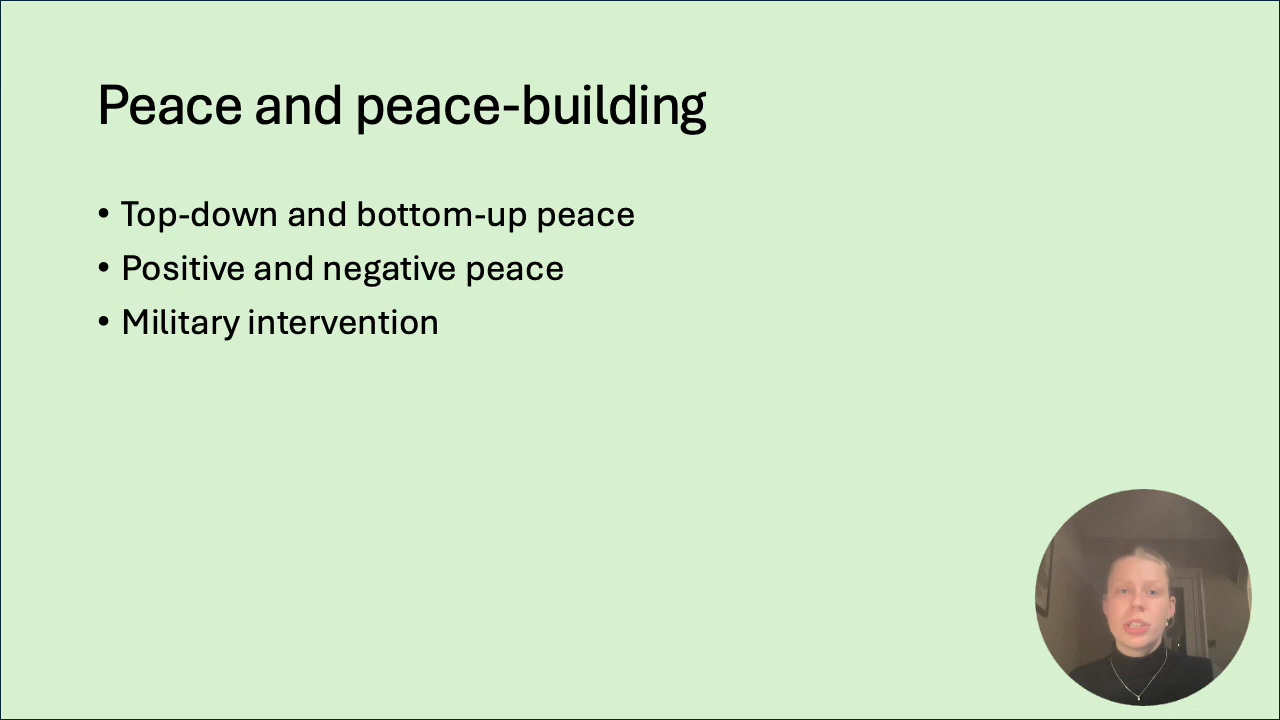 Peace and peace-building
• Top-down and bottom-up peace
• Positive and negative peace
• Military intervention